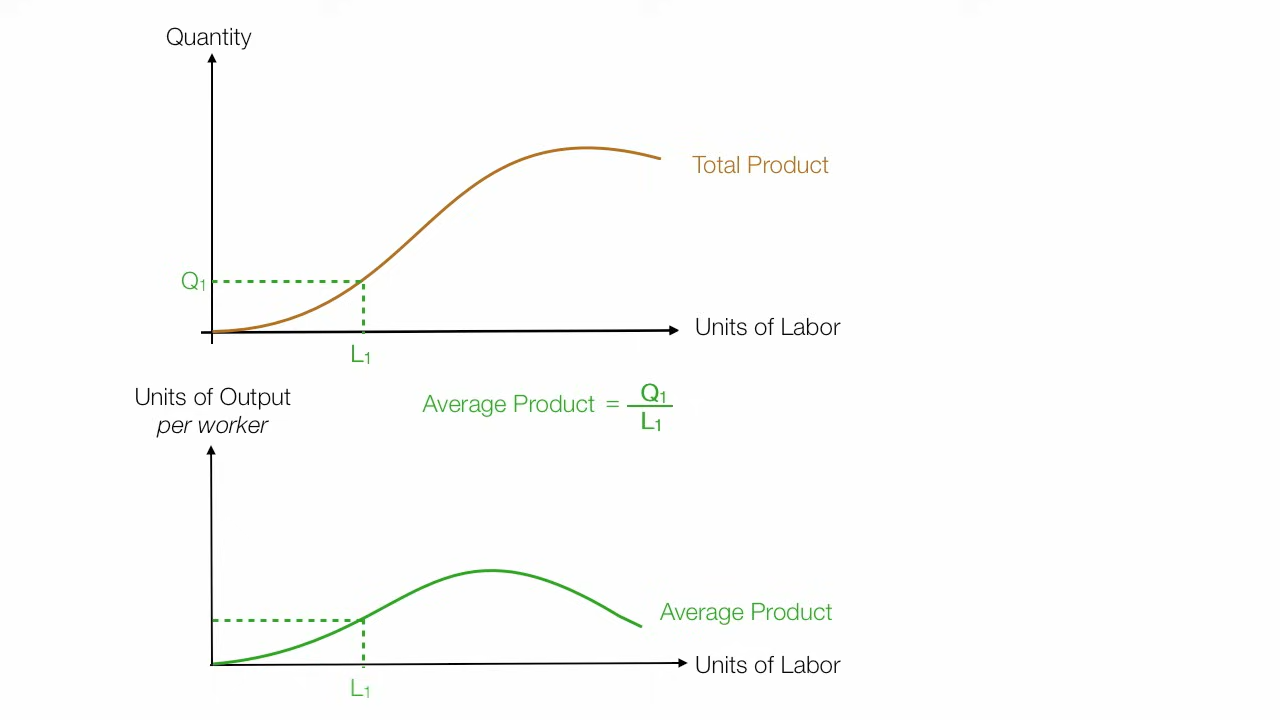 Quantity
Total Product
Q₁
Units of Labor
L₁
Units of Output
per worker
Average Product = Q₁
L₁
Average Product
Units of Labor
L₁